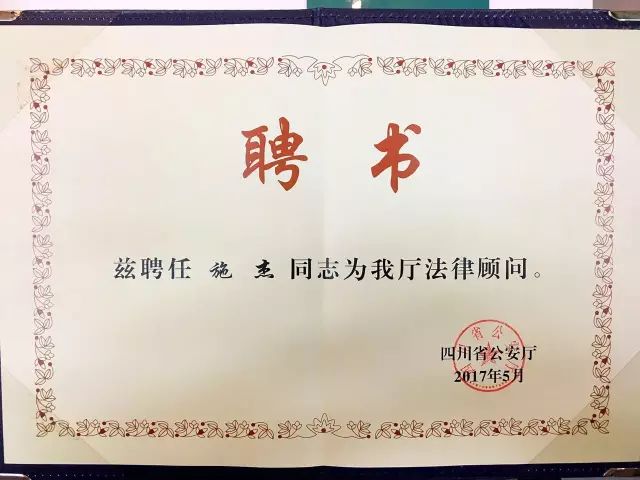 聘书
兹聘任 施杰 同志为我厅法律顾问。
四川省公安厅
2017年5月